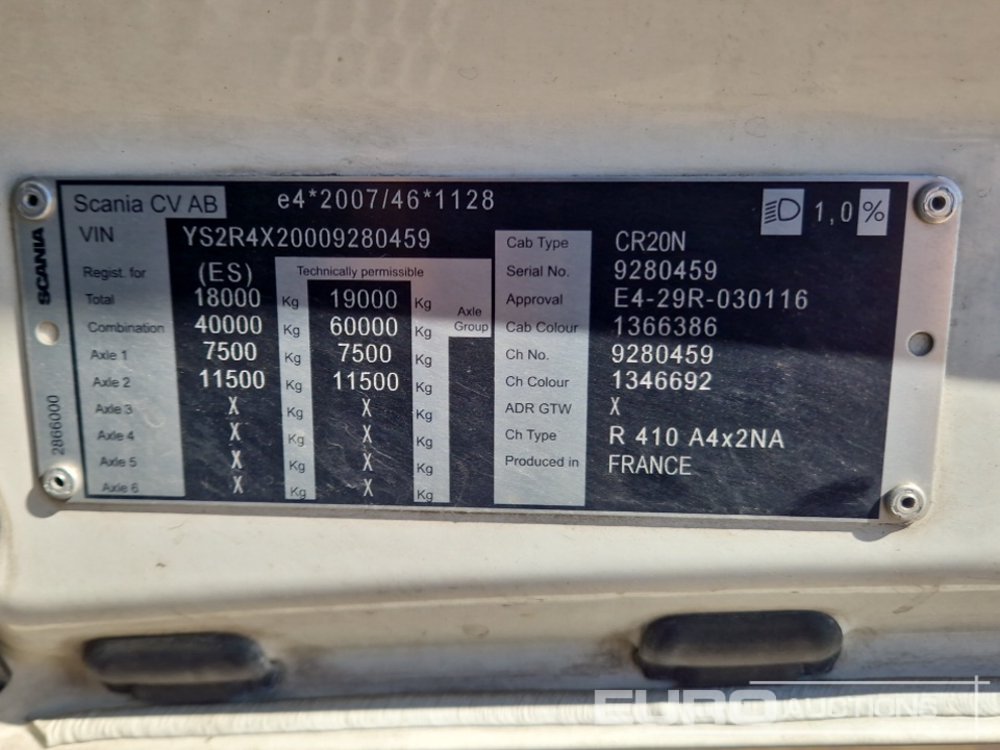 Scania CV AB e4*2007/46*1128 1,0 %
VIN YS2R4X20009280459
SCANIA
2866000
Regist. for (ES) Technically permissible
Total 18000 Kg 19000 Kg Axle Group
Combination 40000 Kg 60000 Kg
Axle 1 7500 Kg 7500 Kg
Axle 2 11500 Kg 11500 Kg
Axle 3 X Kg X Kg
Axle 4 X Kg X Kg
Axle 5 X Kg X Kg
Axle 6 X Kg X Kg
Cab Type CR20N
Serial No. 9280459
Approval E4-29R-030116
Cab Colour 1366386
Ch No. 9280459
Ch Colour 1346692
ADR GTW X
Ch Type R 410 A4x2NA
Produced in FRANCE
EURO AUCTIONS